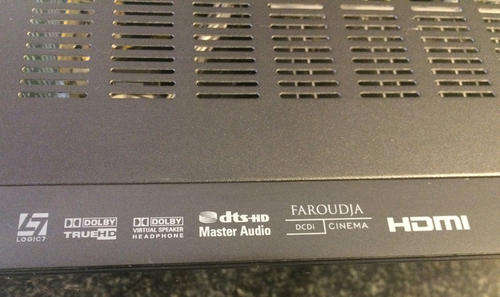 LOGIC7
DOLBY
TRUEHD
DOLBY
VIRTUAL SPEAKER
HEADPHONE
dts-HD
Master Audio
FAROUDJA
DCDi CINEMA
HDMI